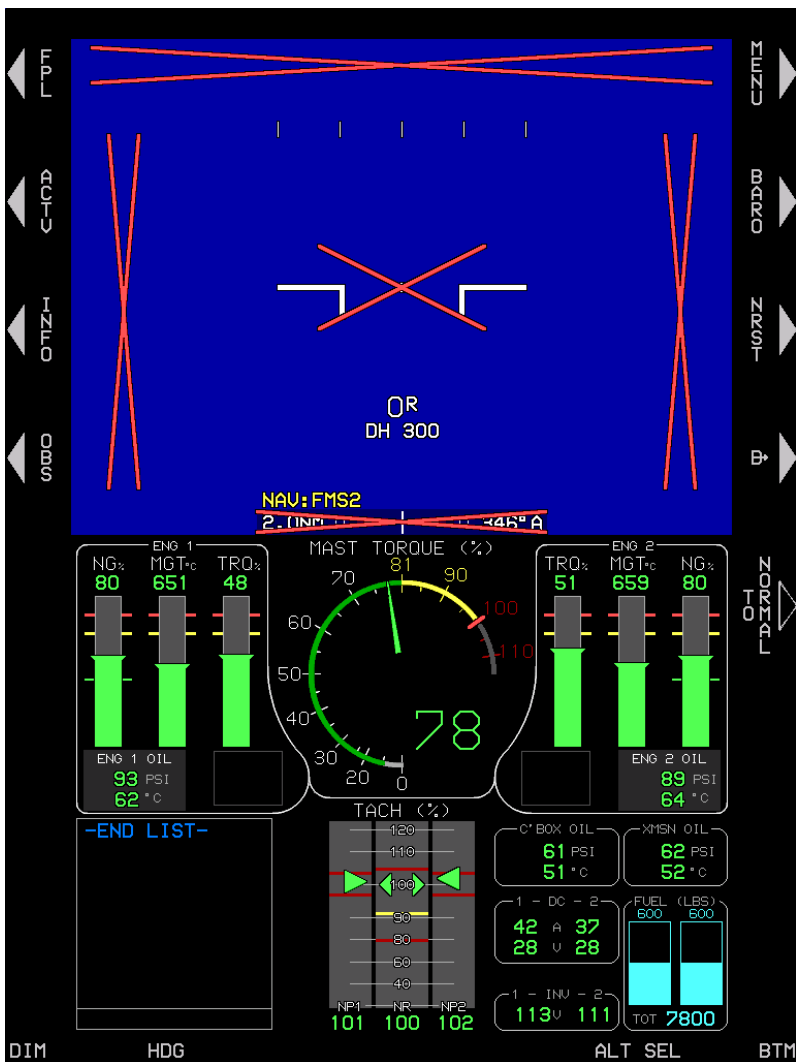 FPL
MENU
ACTV
BARO
INFO
NRST
OBS
0R
DH 300
NAV:FMS2
2.0NM 346°A
ENG 1
NG% MGT°C TRQ%
80 651 48
ENG 1 OIL
93 PSI
62 °C
MAST TORQUE (%)
81
70 90
60 100
50 110
40
30
20 0
78
ENG 2
TRQ% MGT°C NG%
51 659 80
ENG 2 OIL
89 PSI
64 °C
NORMAL
TO
-END LIST-
TACH (%)
120
110
100
90
80
60
40
NP1 NR NP2
101 100 102
C'BOX OIL
61 PSI
51 °C
XMSN OIL
62 PSI
52 °C
1 - DC - 2
42 A 37
28 V 28
FUEL (LBS)
600 600
TOT 7800
1 - INV - 2
113V 111
DIM HDG ALT SEL BTM